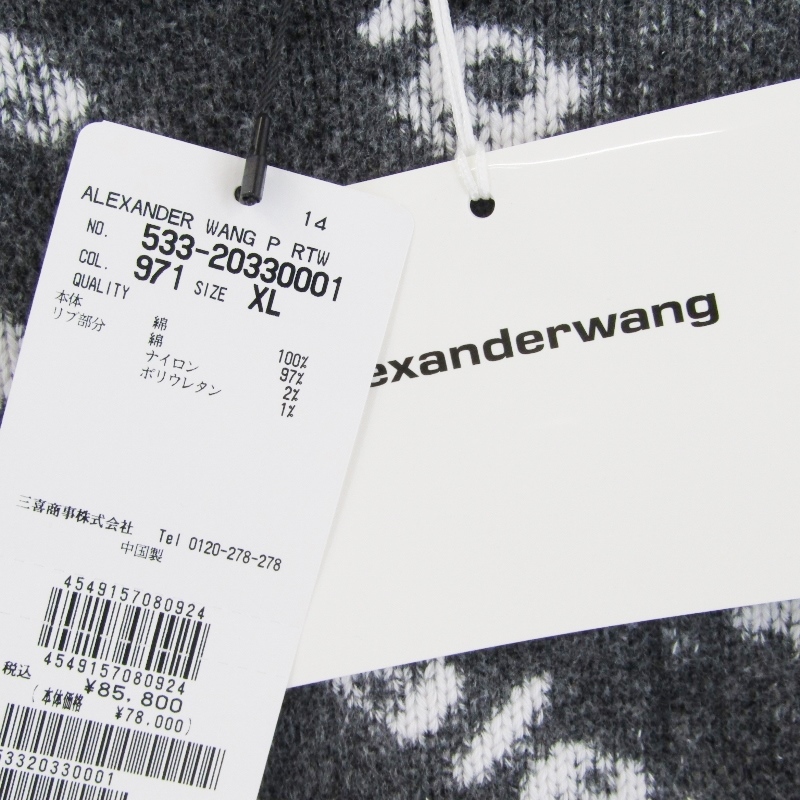 ALEXANDER WANG P RTW 14
NO. 533-20330001
COL. 971 SIZE XL
QUALITY
本体 綿 100%
リブ部分 綿 97%
ナイロン 2%
ポリウレタン 1%
三喜商事株式会社 Tel 0120-278-278
中国製
4549157080924
4549157080924
税込 ¥85,800
(本体価格 ¥78,000)
53320330001
exanderwang